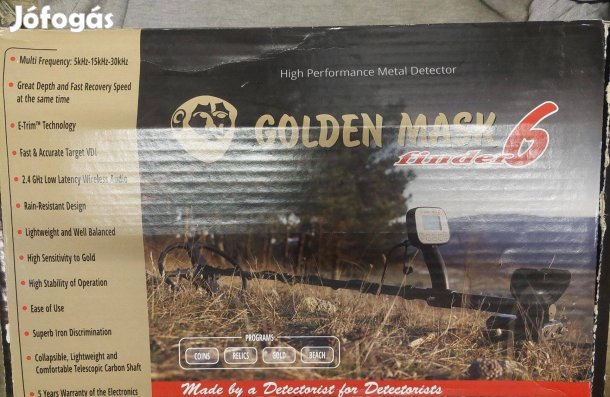 Jófogás
• Multi Frequency: 5kHz-15kHz-30kHz
• Great Depth and Fast Recovery Speed
at the same time
• E-Trim™ Technology
• Fast & Accurate Target VDI
• 2.4 GHz Low Latency Wireless Audio
• Rain-Resistant Design
• Lightweight and Well Balanced
• High Sensitivity to Gold
• High Stability of Operation
• Ease of Use
• Superb Iron Discrimination
• Collapsible, Lightweight and
Comfortable Telescopic Carbon Shaft
• 5 Years Warranty of the Electronics
High Performance Metal Detector
GOLDEN MASK 6
finder
PROGRAMS
COINS RELICS GOLD BEACH
Made by a Detectorist for Detectorists